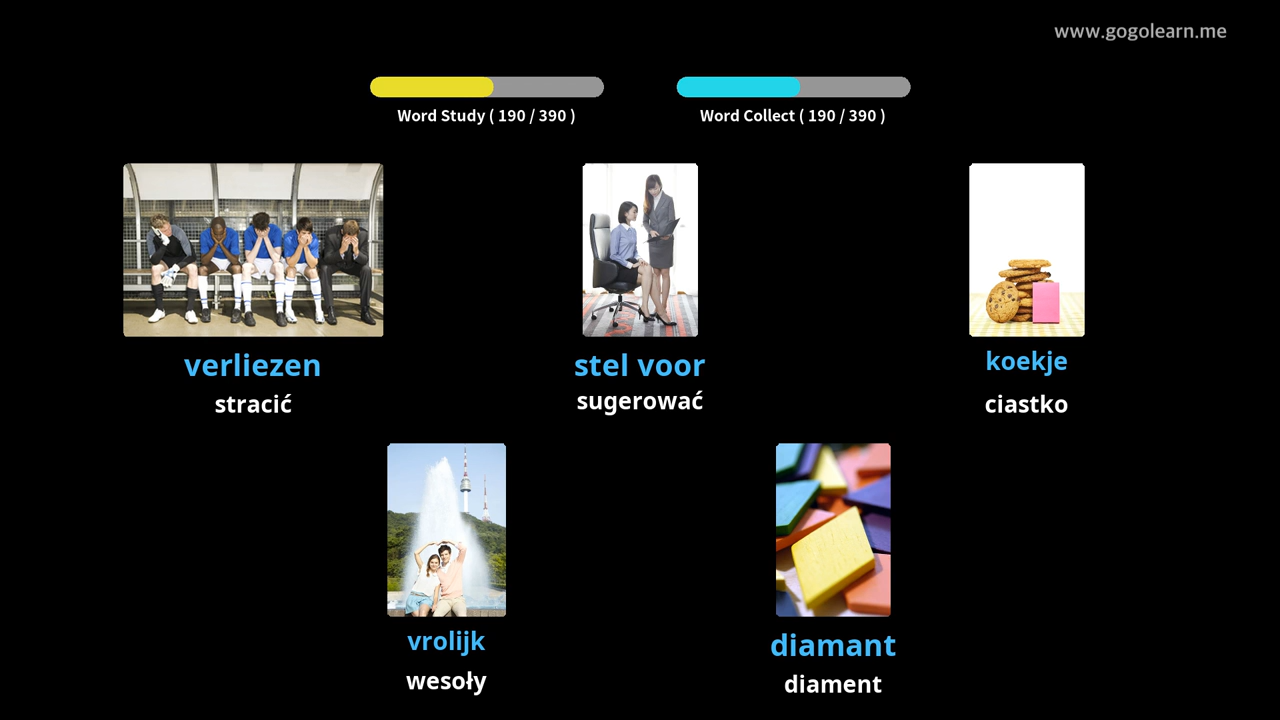 www.gogolearn.me
Word Study ( 190 / 390 )
Word Collect ( 190 / 390 )
verliezen
stracić
stel voor
sugerować
koekje
ciastko
vrolijk
wesoły
diamant
diament